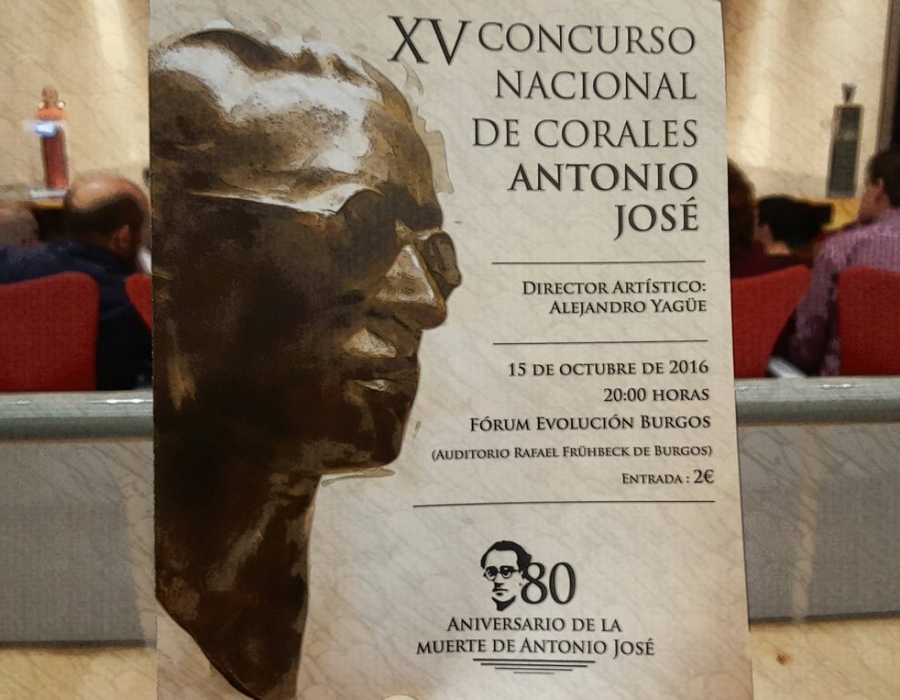 XV CONCURSO
NACIONAL
DE CORALES
ANTONIO
JOSÉ
DIRECTOR ARTÍSTICO:
ALEJANDRO YAGÜE
15 DE OCTUBRE DE 2016
20:00 HORAS
FÓRUM EVOLUCIÓN BURGOS
(AUDITORIO RAFAEL FRÜHBECK DE BURGOS)
ENTRADA : 2€
80
ANIVERSARIO DE LA
MUERTE DE ANTONIO JOSÉ